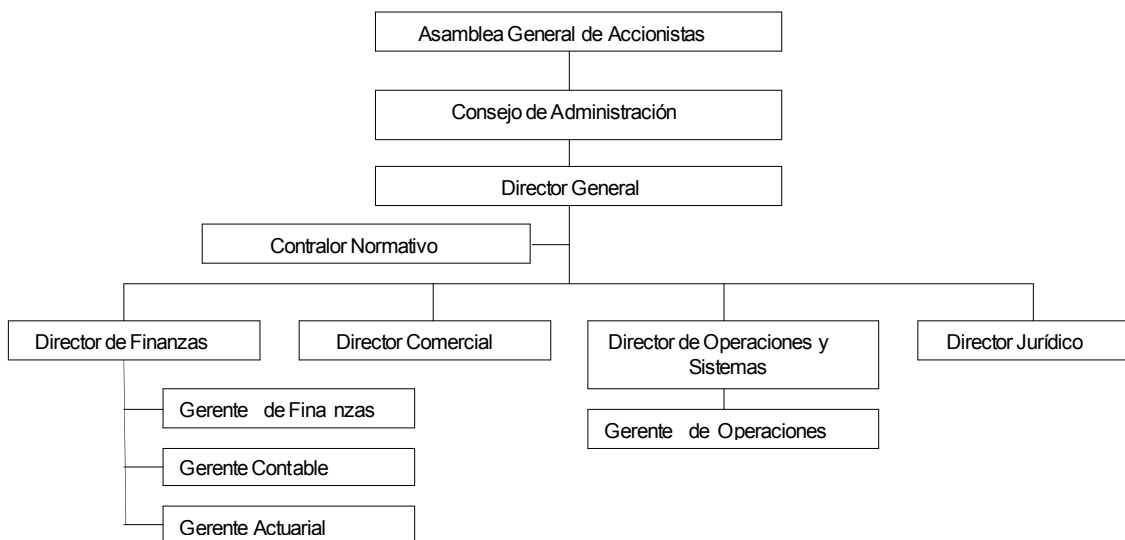 Asamblea General de Accionistas
Consejo de Administración
Director General
Contralor Normativo
Director de Finanzas
Director Comercial
Director de Operaciones y
Sistemas
Director Jurídico
Gerente de Fina nzas
Gerente de Operaciones
Gerente Contable
Gerente Actuarial